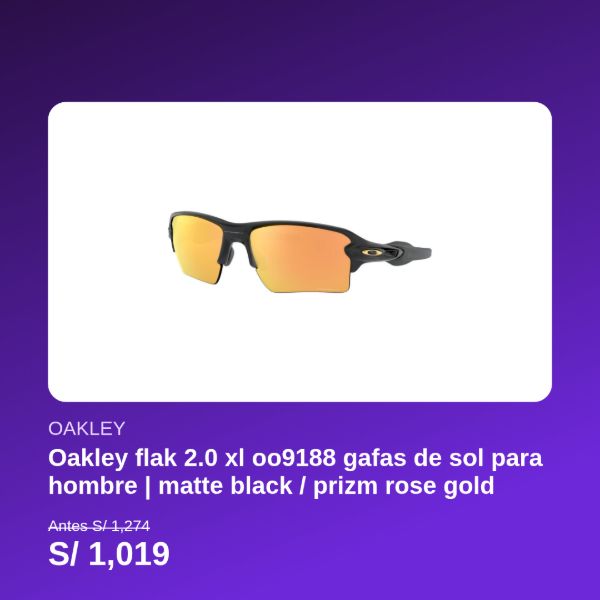 OAKLEY
Oakley flak 2.0 xl oo9188 gafas de sol para
hombre | matte black / prizm rose gold
Antes S/ 1,274
S/ 1,019